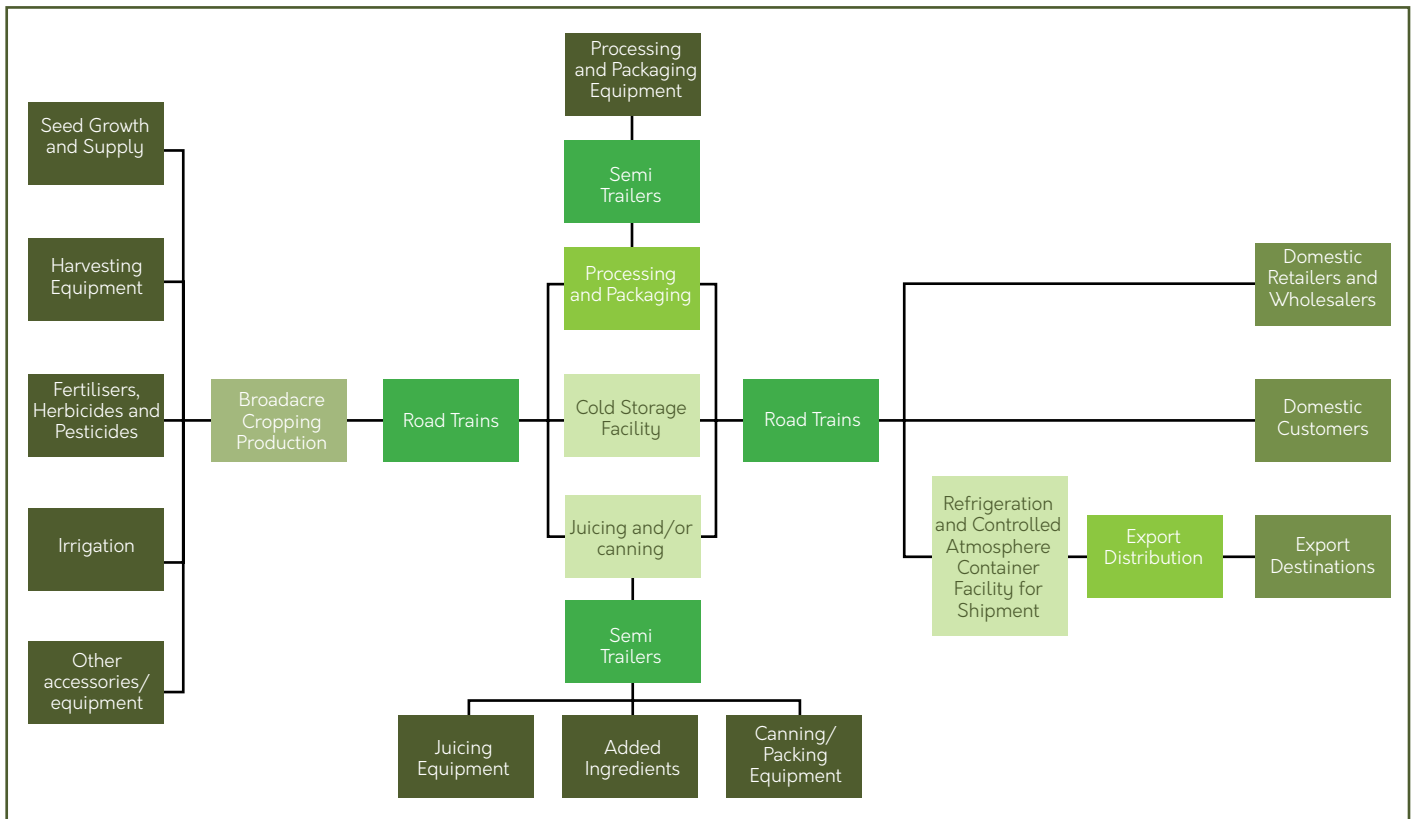 Processing
and Packaging
Equipment
Seed Growth
and Supply
Semi
Trailers
Harvesting
Equipment
Processing
and Packaging
Domestic
Retailers and
Wholesalers
Fertilisers,
Herbicides and
Pesticides
Broadacre
Cropping
Production
Road Trains
Cold Storage
Facility
Road Trains
Domestic
Customers
Irrigation
Juicing and/or
canning
Refrigeration
and Controlled
Atmosphere
Container
Facility for
Shipment
Export
Distribution
Export
Destinations
Other
accessories/
equipment
Semi
Trailers
Juicing
Equipment
Added
Ingredients
Canning/
Packing
Equipment